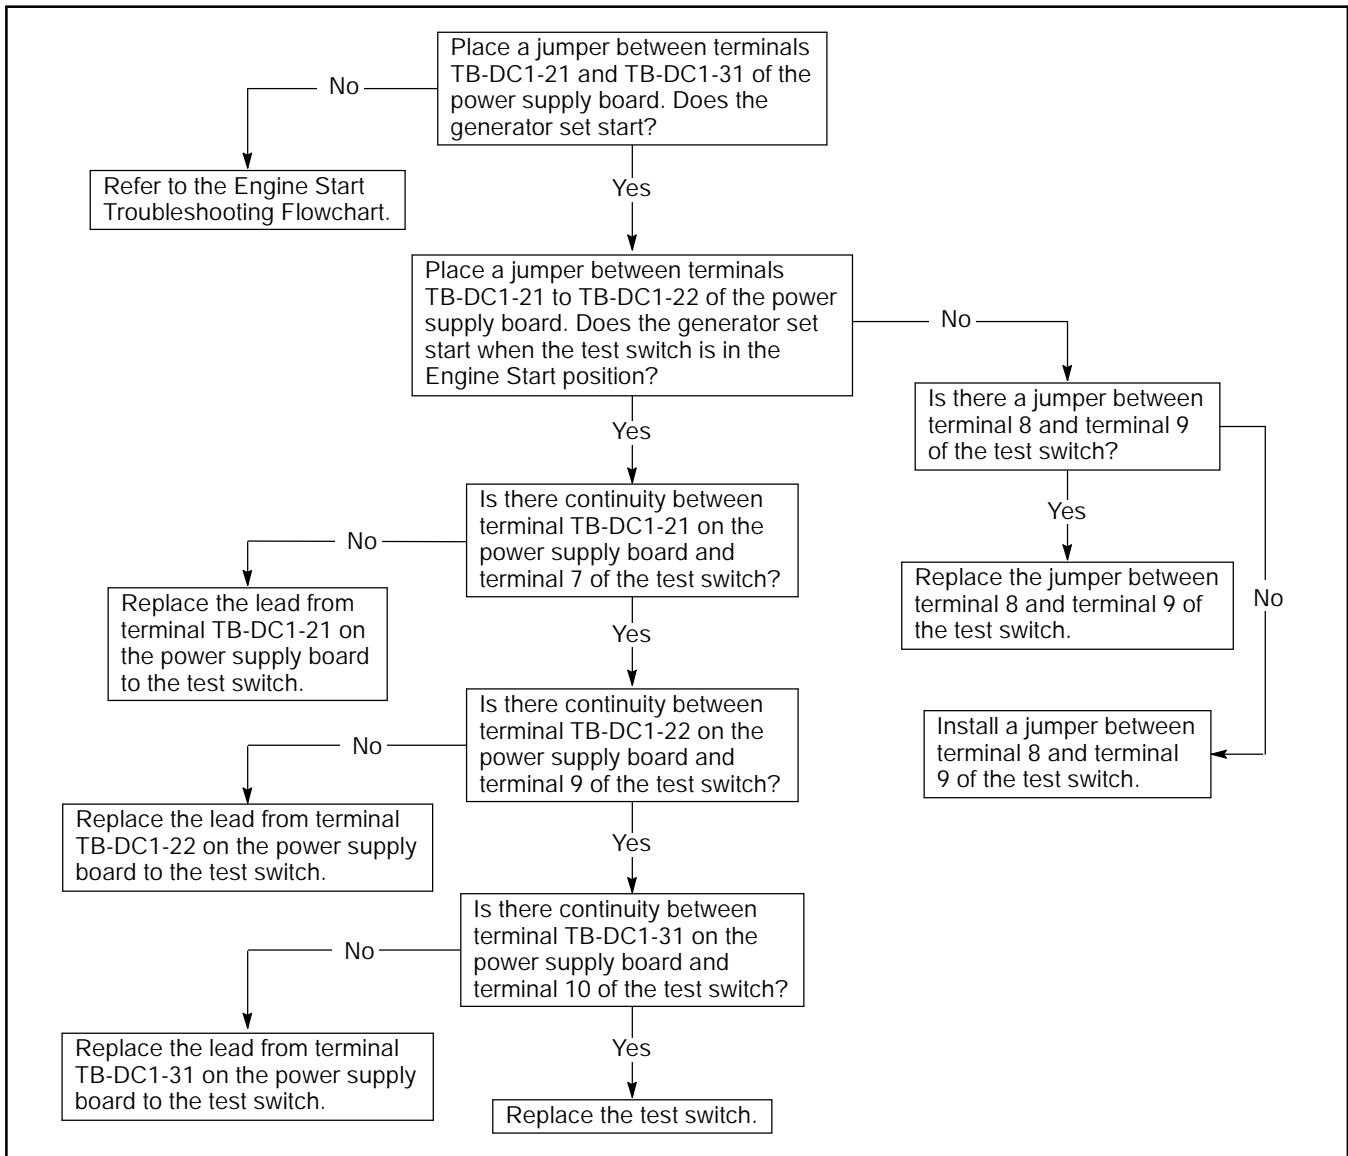 Place a jumper between terminals
TB-DC1-21 and TB-DC1-31 of the
power supply board. Does the
generator set start?
No
Refer to the Engine Start
Troubleshooting Flowchart.
Yes
Place a jumper between terminals
TB-DC1-21 to TB-DC1-22 of the power
supply board. Does the generator set
start when the test switch is in the
Engine Start position?
No
Is there a jumper between
terminal 8 and terminal 9
of the test switch?
Yes
Replace the jumper between
terminal 8 and terminal 9 of
the test switch.
No
Install a jumper between
terminal 8 and terminal
9 of the test switch.
Yes
Is there continuity between
terminal TB-DC1-21 on the
power supply board and
terminal 7 of the test switch?
No
Replace the lead from
terminal TB-DC1-21 on
the power supply board
to the test switch.
Yes
Is there continuity between
terminal TB-DC1-22 on the
power supply board and
terminal 9 of the test switch?
No
Replace the lead from terminal
TB-DC1-22 on the power supply
board to the test switch.
Yes
Is there continuity between
terminal TB-DC1-31 on the
power supply board and
terminal 10 of the test switch?
No
Replace the lead from terminal
TB-DC1-31 on the power supply
board to the test switch.
Yes
Replace the test switch.